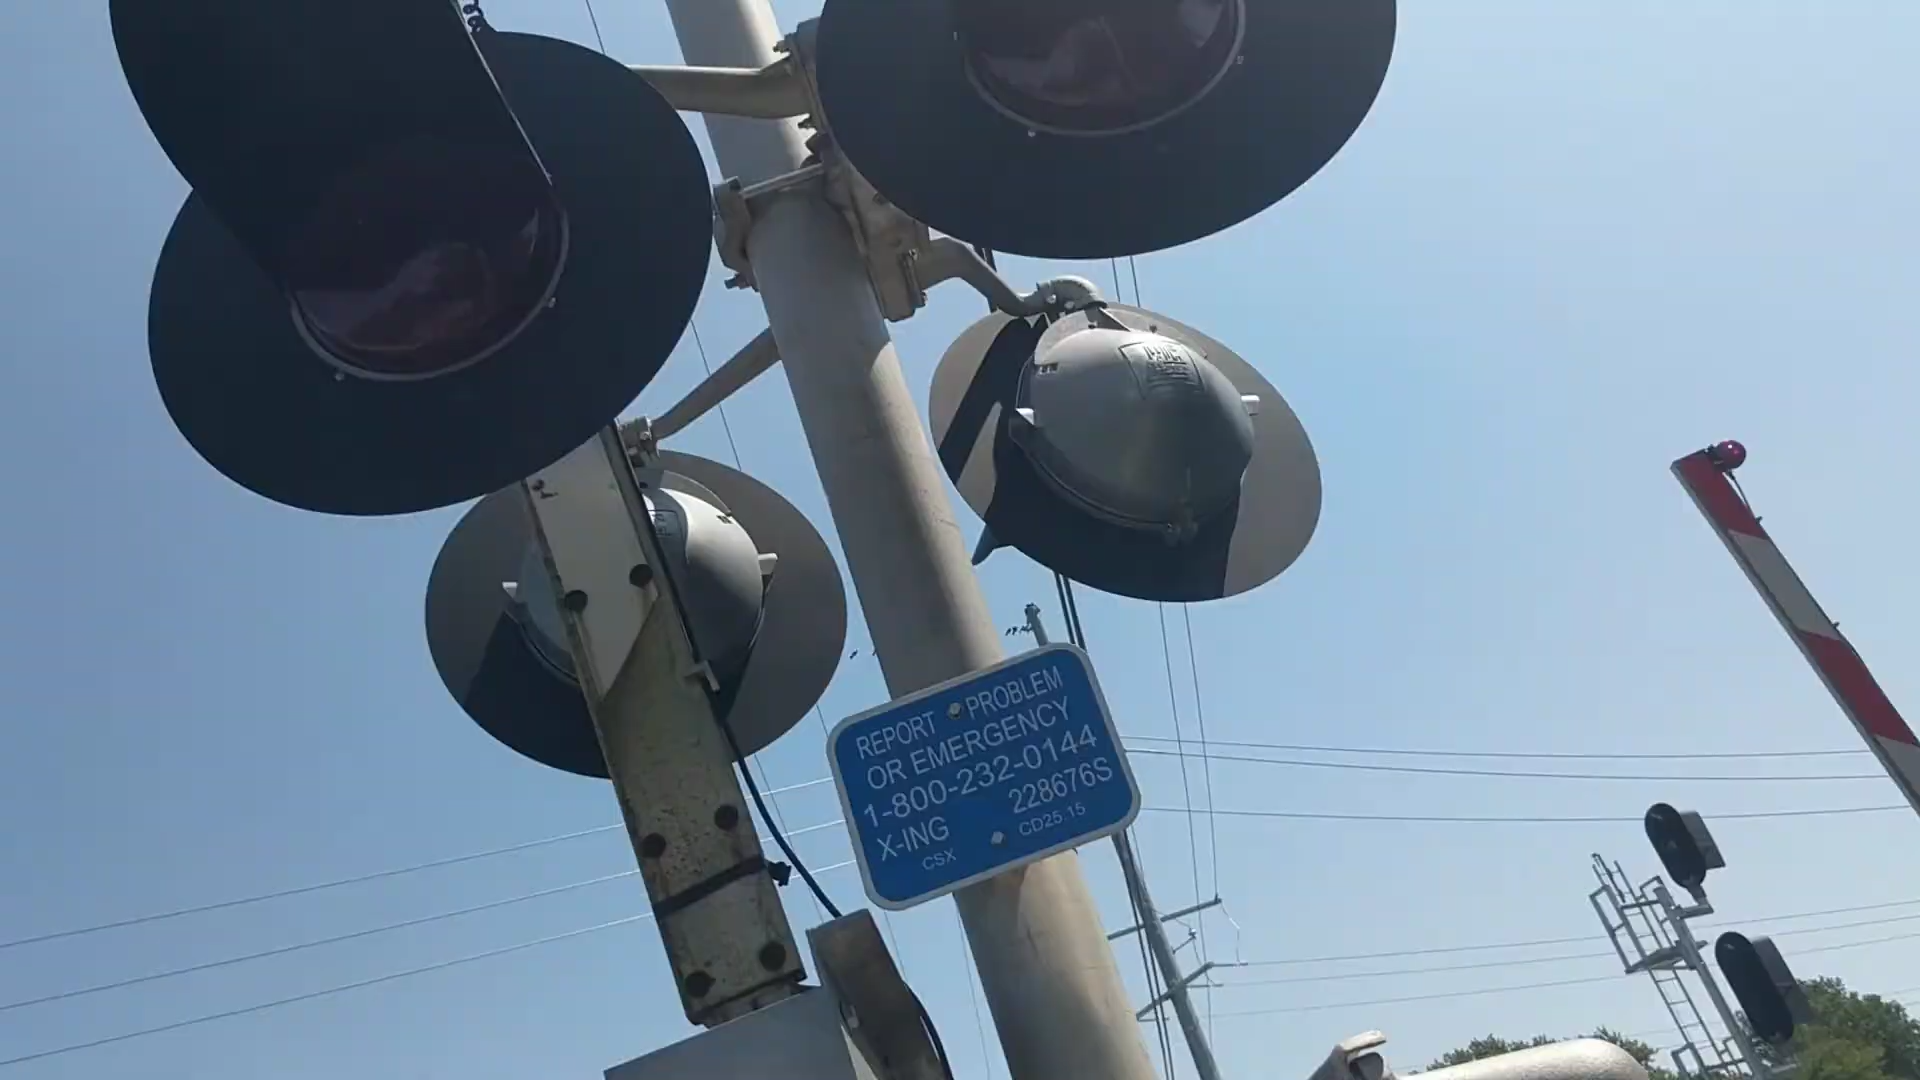 REPORT PROBLEM
OR EMERGENCY
1-800-232-0144
X-ING 228676S
CSX CD25.15